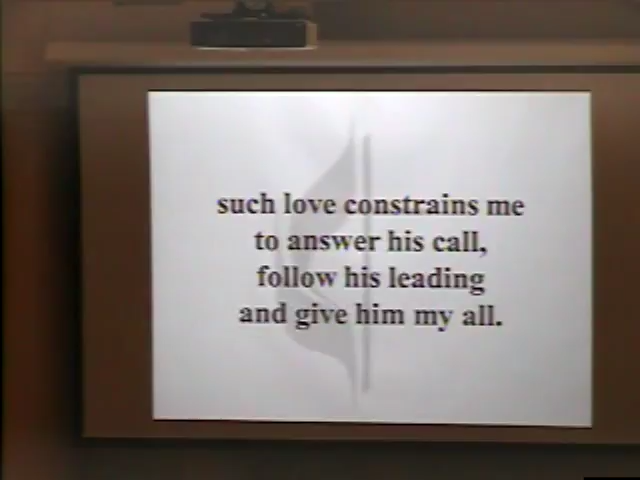 such love constrains me
to answer his call,
follow his leading
and give him my all.